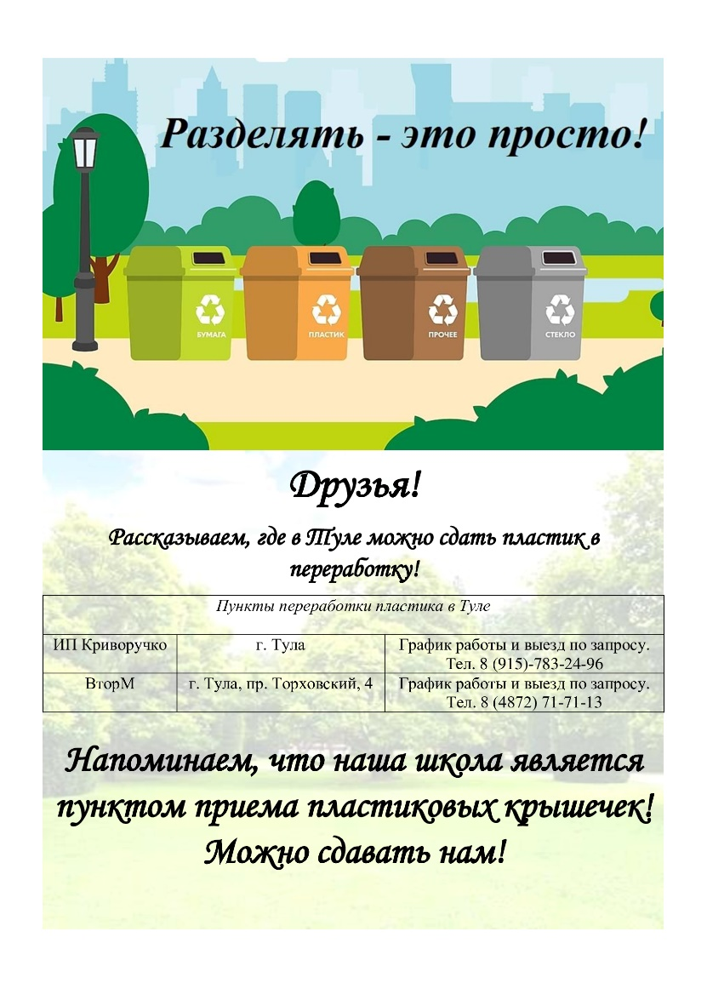 Разделять - это просто!
БУМАГА
ПЛАСТИК
ПРОЧЕЕ
СТЕКЛО
Друзья!
Рассказываем, где в Туле можно сдать пластик в
переработку!
Пункты переработки пластика в Туле
ИП Криворучко
г. Тула
График работы и выезд по запросу.
Тел. 8 (915)-783-24-96
ВторМ
г. Тула, пр. Торховский, 4
График работы и выезд по запросу.
Тел. 8 (4872) 71-71-13
Напоминаем, что наша школа является
пунктом приема пластиковых крышечек!
Можно сдавать нам!